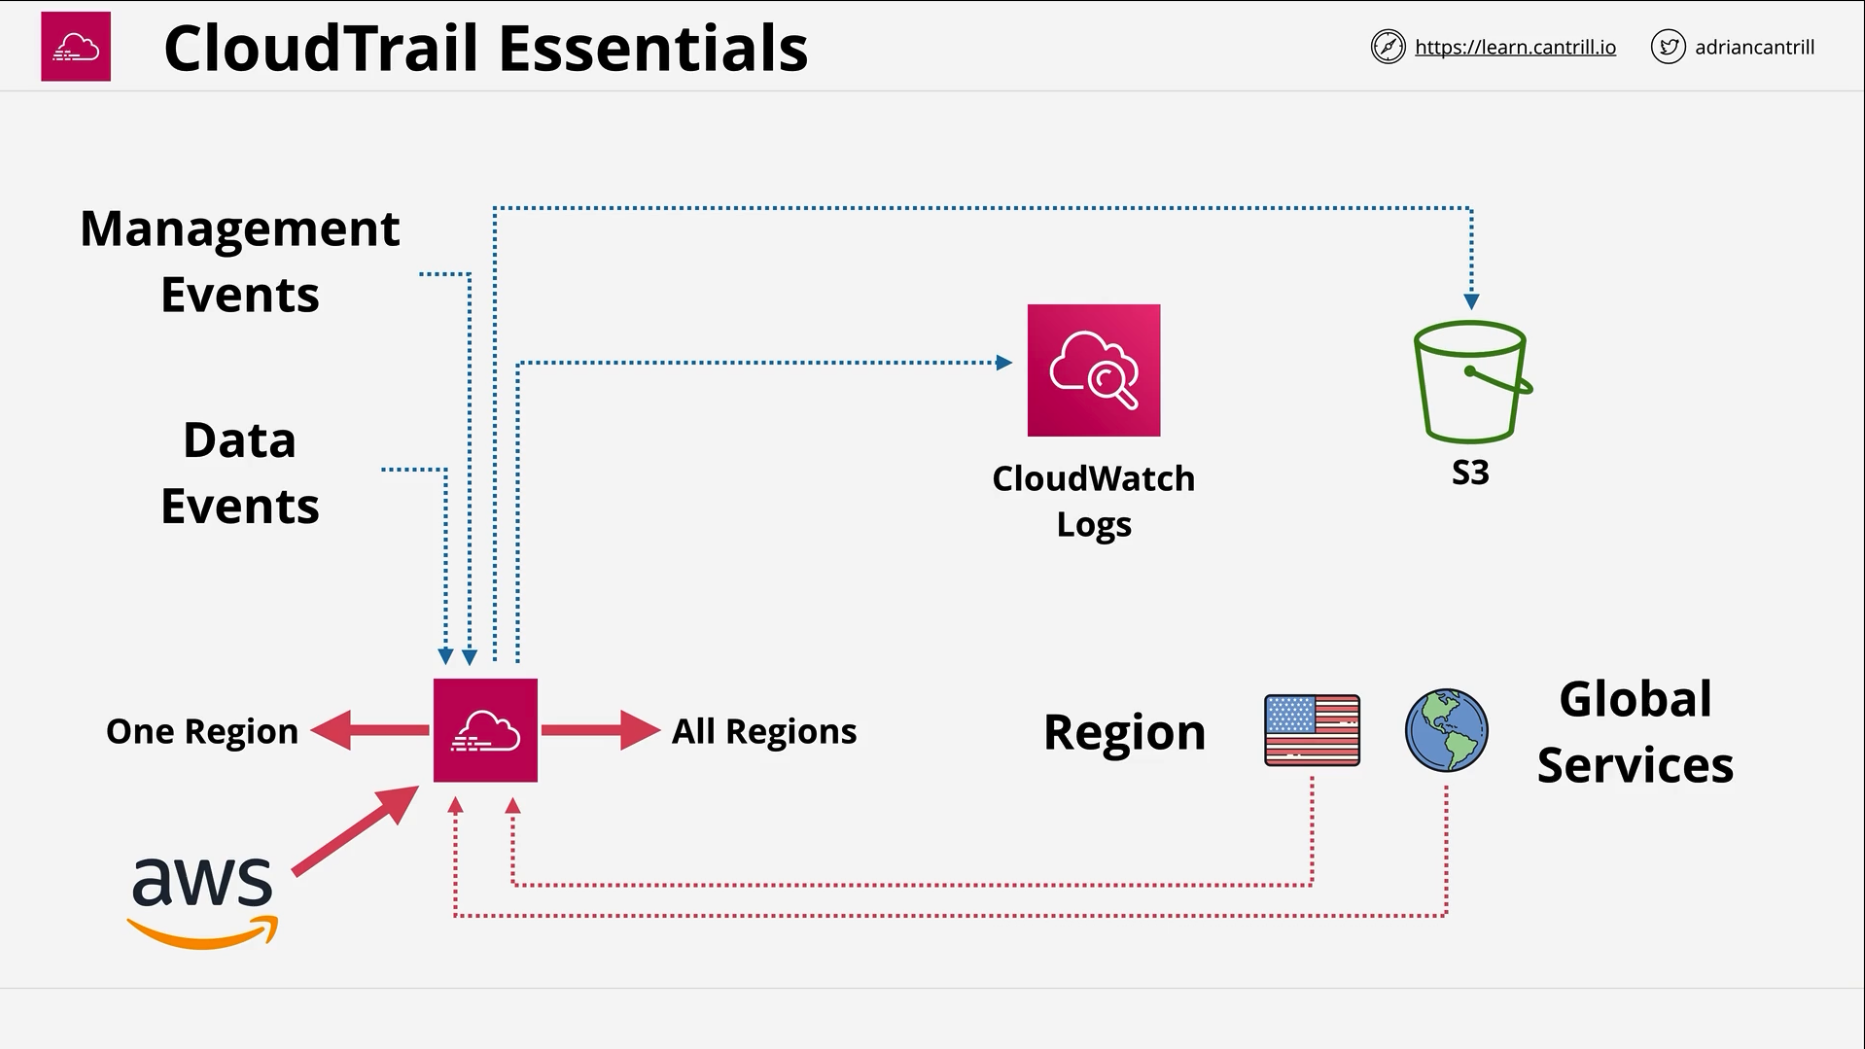 CloudTrail Essentials
https://learn.cantrill.io
adriancantrill
Management
Events
Data
Events
CloudWatch
Logs
S3
One Region
All Regions
Region
Global
Services
aws